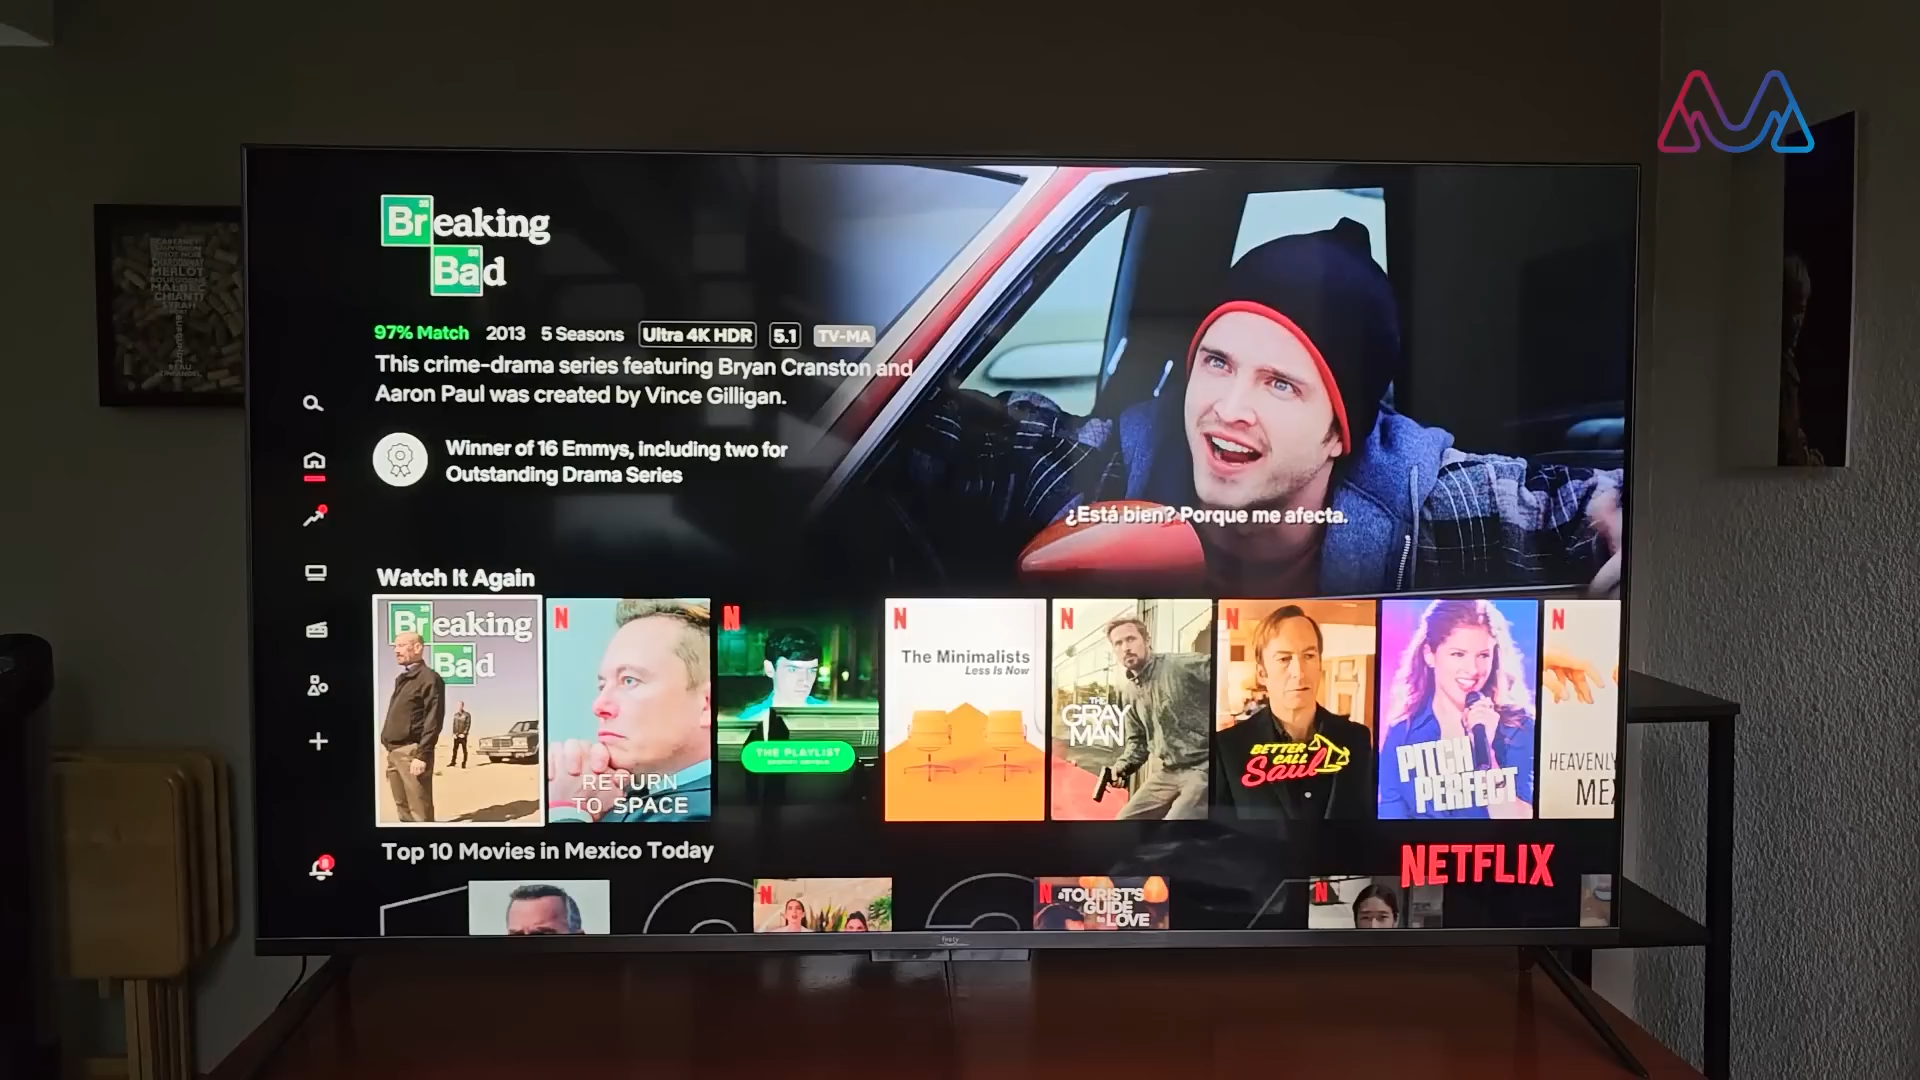 Breaking
Bad
97% Match 2013 5 Seasons Ultra 4K HDR 5.1 TV-MA
This crime-drama series featuring Bryan Cranston and
Aaron Paul was created by Vince Gilligan.
Winner of 16 Emmys, including two for
Outstanding Drama Series
¿Está bien? Porque me afecta.
Watch It Again
Breaking
Bad
N
RETURN
TO SPACE
N
THE PLAYLIST
N
The Minimalists
Less Is Now
N
THE
GRAY
MAN
N
BETTER
CALL
Saul
PITCH
PERFECT
N
HEAVENLY
Top 10 Movies in Mexico Today
NETFLIX
N
N
A TOURIST'S
GUIDE
to LOVE
N
MERLOT
MALBEC
CHIANTI